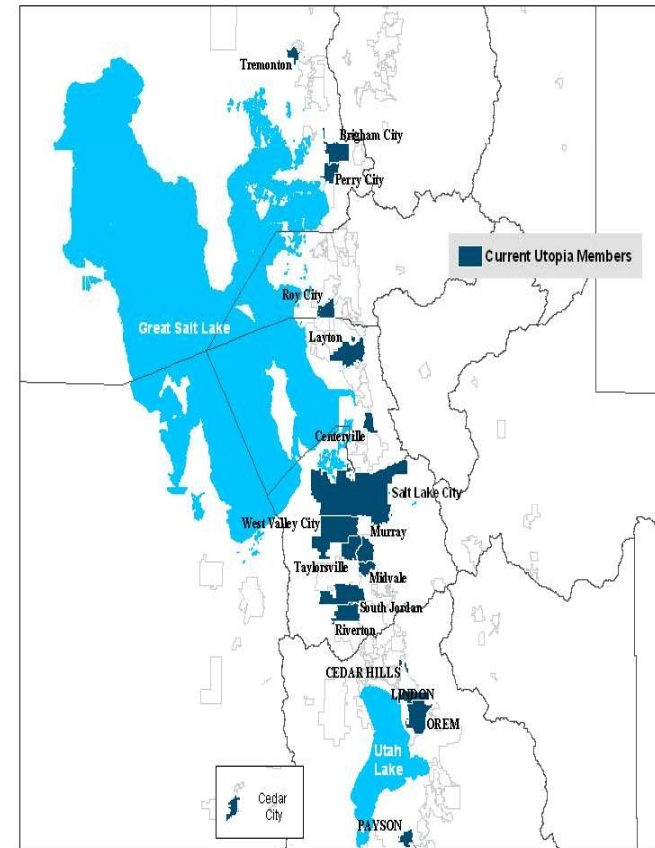 Tremonton
Brigham City
Perry City
Current Utopia Members
Roy City
Great Salt Lake
Layton
Centerville
Salt Lake City
West Valley City
Murray
Taylorsville
Midvale
South Jordan
Riverton
CEDAR HILLS
LINDON
OREM
Utah
Lake
Cedar
City
PAYSON